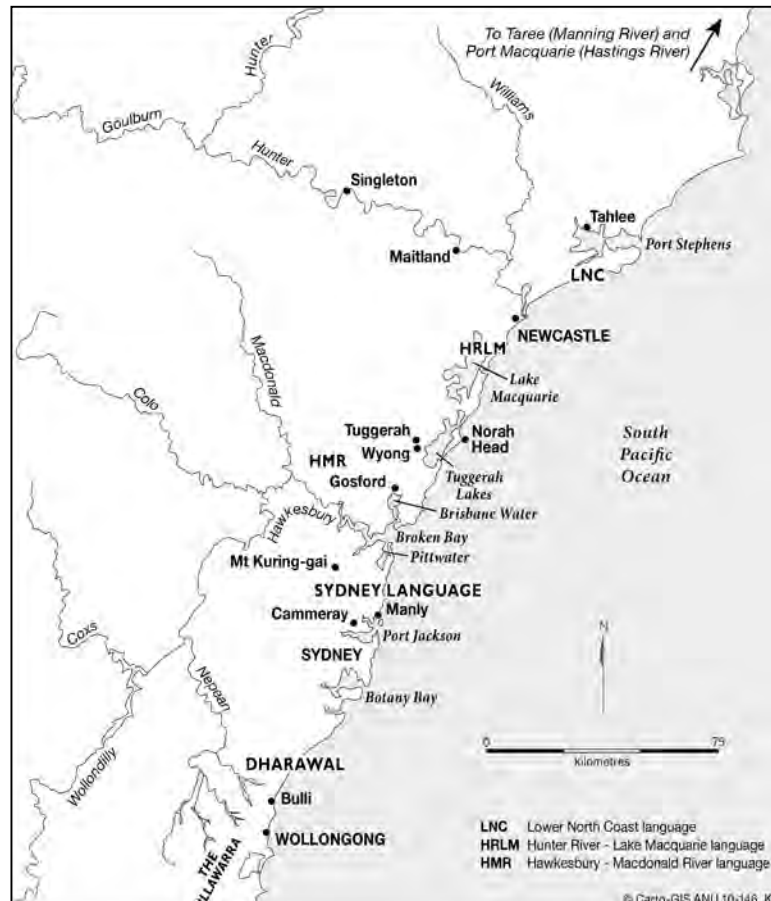 To Taree (Manning River) and
Port Macquarie (Hastings River)
Hunter
Goulburn
Williams
Hunter
Singleton
Tahlee
Maitland
Port Stephens
LNC
NEWCASTLE
HRLM
Macdonald
Lake
Macquarie
Colo
Tuggerah
Norah
Head
Wyong
South
Pacific
Ocean
HMR
Tuggerah
Lakes
Gosford
Brisbane Water
Hawkesbury
Broken Bay
Pittwater
Mt Kuring-gai
SYDNEY LANGUAGE
Manly
Cammeray
Port Jackson
N
Coxs
SYDNEY
Nepean
Botany Bay
0 79
Kilometres
Wollondilly
DHARAWAL
Bulli
WOLLONGONG
THE
LLAWARRA
LNC Lower North Coast language
HRLM Hunter River - Lake Macquarie language
HMR Hawkesbury - Macdonald River language
© Carto-GIS ANU 10-146 K